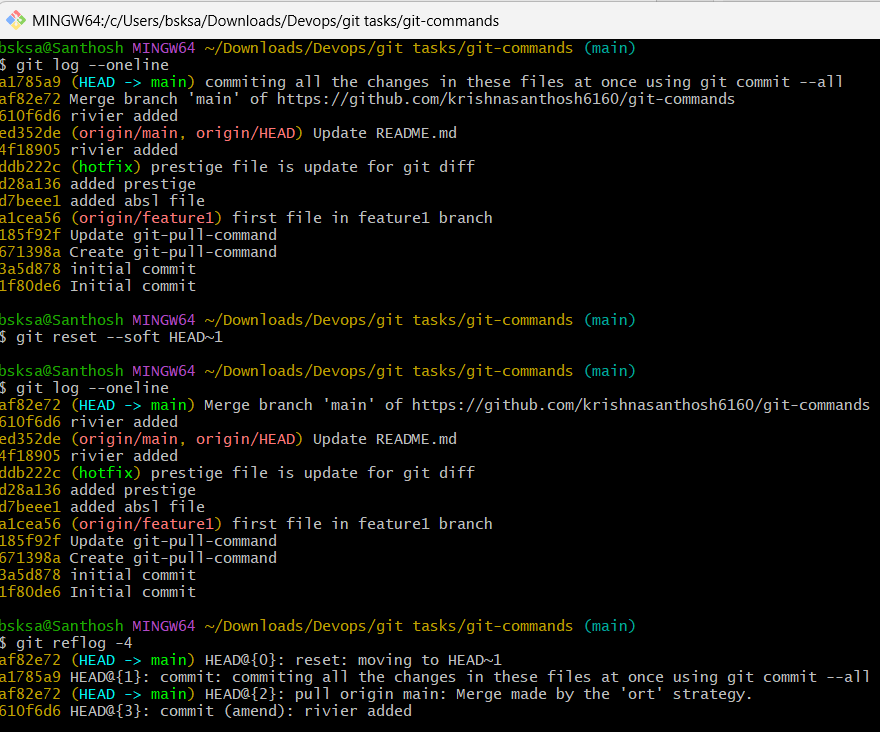 MINGW64:/c/Users/bsksa/Downloads/Devops/git tasks/git-commands
bsksa@Santhosh MINGW64 ~/Downloads/Devops/git tasks/git-commands (main)
$ git log --oneline
a1785a9 (HEAD -> main) commiting all the changes in these files at once using git commit --all
af82e72 Merge branch 'main' of https://github.com/krishnasanthosh6160/git-commands
610f6d6 rivier added
ed352de (origin/main, origin/HEAD) Update README.md
4f18905 rivier added
ddb222c (hotfix) prestige file is update for git diff
d28a136 added prestige
d7beee1 added absl file
a1cea56 (origin/feature1) first file in feature1 branch
185f92f Update git-pull-command
671398a Create git-pull-command
3a5d878 initial commit
1f80de6 Initial commit
bsksa@Santhosh MINGW64 ~/Downloads/Devops/git tasks/git-commands (main)
$ git reset --soft HEAD~1
bsksa@Santhosh MINGW64 ~/Downloads/Devops/git tasks/git-commands (main)
$ git log --oneline
af82e72 (HEAD -> main) Merge branch 'main' of https://github.com/krishnasanthosh6160/git-commands
610f6d6 rivier added
ed352de (origin/main, origin/HEAD) Update README.md
4f18905 rivier added
ddb222c (hotfix) prestige file is update for git diff
d28a136 added prestige
d7beee1 added absl file
a1cea56 (origin/feature1) first file in feature1 branch
185f92f Update git-pull-command
671398a Create git-pull-command
3a5d878 initial commit
1f80de6 Initial commit
bsksa@Santhosh MINGW64 ~/Downloads/Devops/git tasks/git-commands (main)
$ git reflog -4
af82e72 (HEAD -> main) HEAD@{0}: reset: moving to HEAD~1
a1785a9 HEAD@{1}: commit: commiting all the changes in these files at once using git commit --all
af82e72 (HEAD -> main) HEAD@{2}: pull origin main: Merge made by the 'ort' strategy.
610f6d6 HEAD@{3}: commit (amend): rivier added